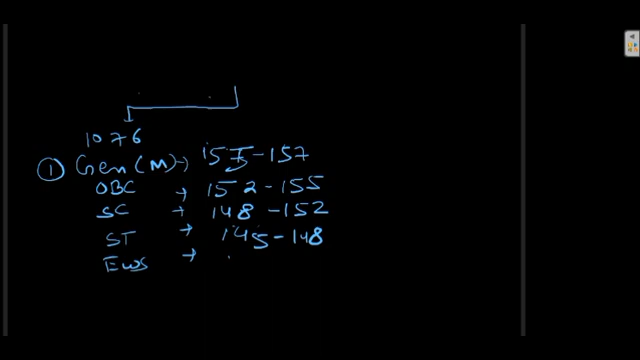 1076
① Gen (M) → 155-157
OBC → 152-155
SC → 148-152
ST → 145-148
EWS →